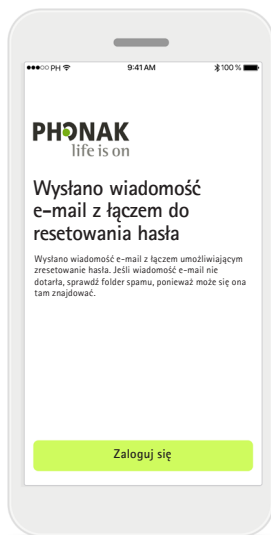 ●●●○○ PH 9:41 AM 100 %
PHONAK
life is on
Wysłano wiadomość
e-mail z łączem do
resetowania hasła
Wysłano wiadomość e-mail z łączem umożliwiającym
zresetowanie hasła. Jeśli wiadomość e-mail nie
dotarła, sprawdź folder spamu, ponieważ może się ona
tam znajdować.
Zaloguj się